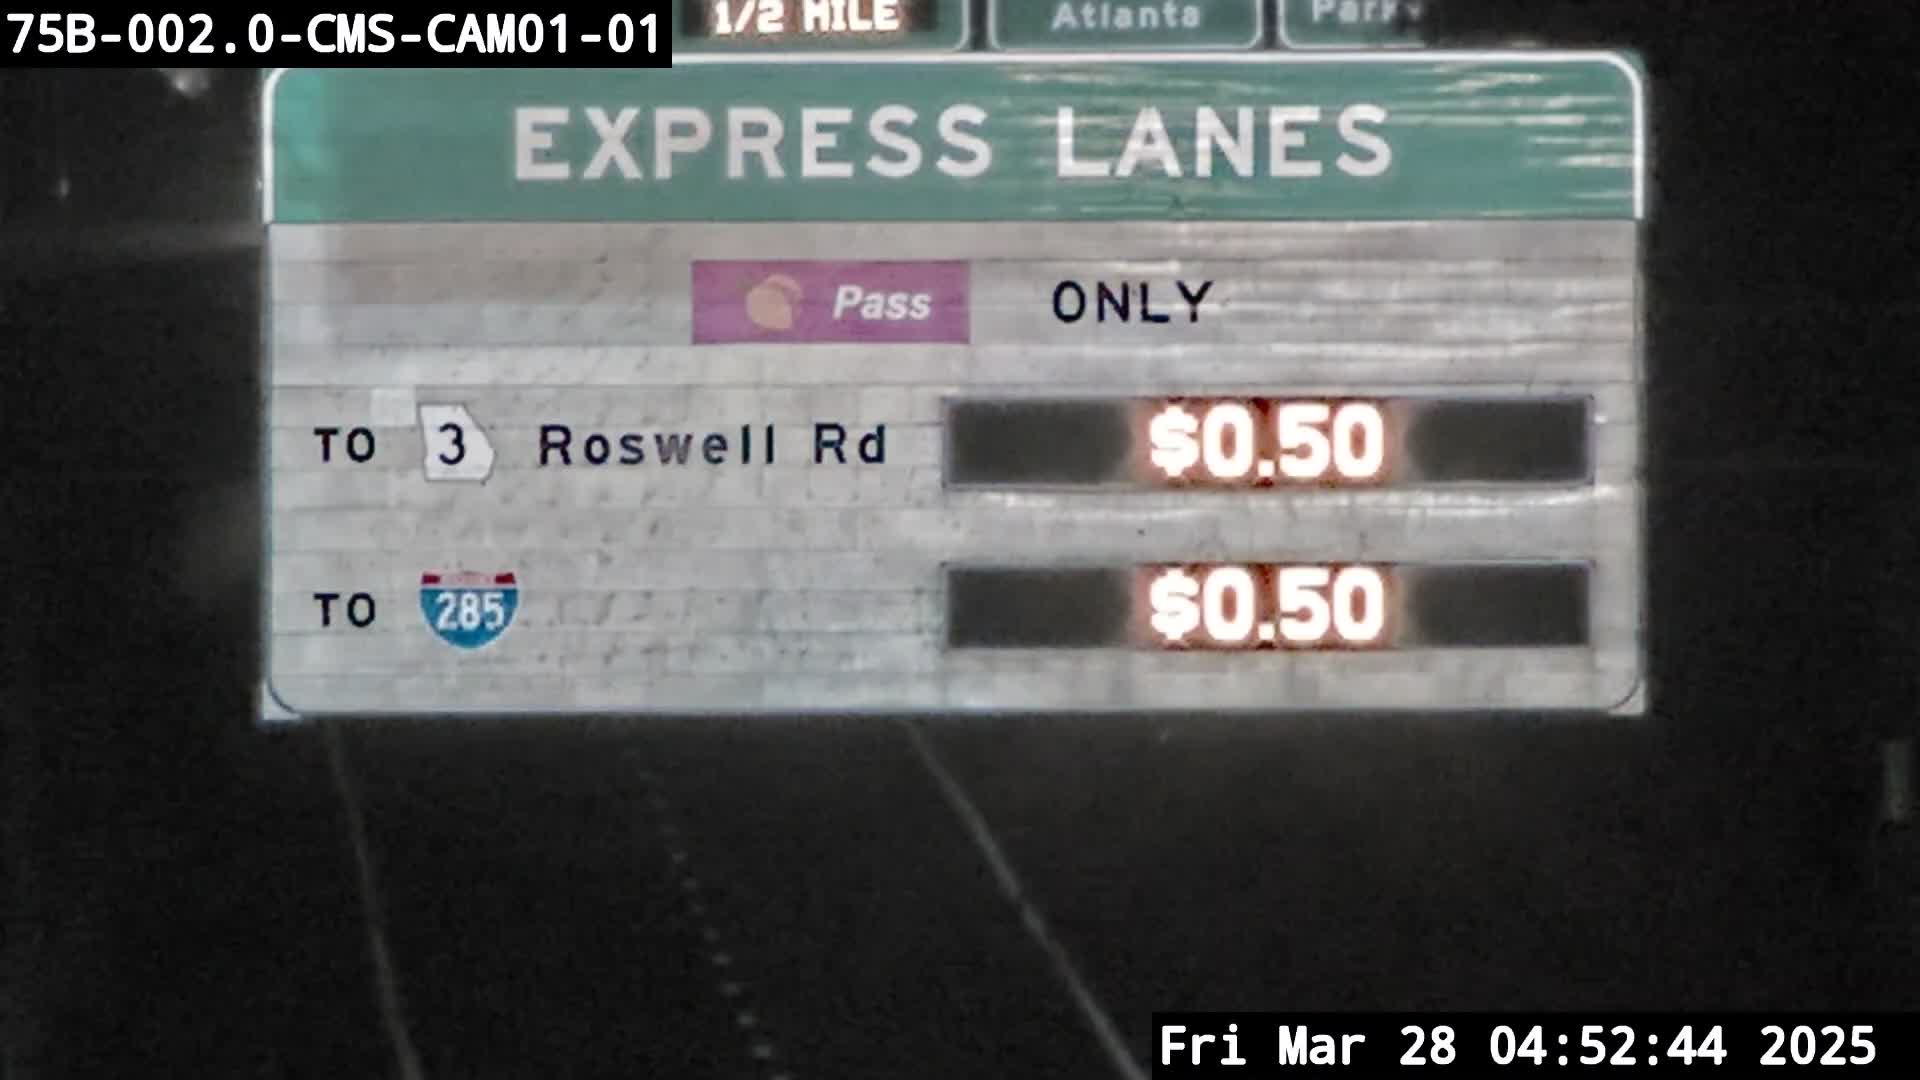 75B-002.0-CMS-CAM01-01
1/2 MILE
Atlanta
EXPRESS LANES
Pass ONLY
TO 3 Roswell Rd $0.50
TO 285 $0.50
Fri Mar 28 04:52:44 2025